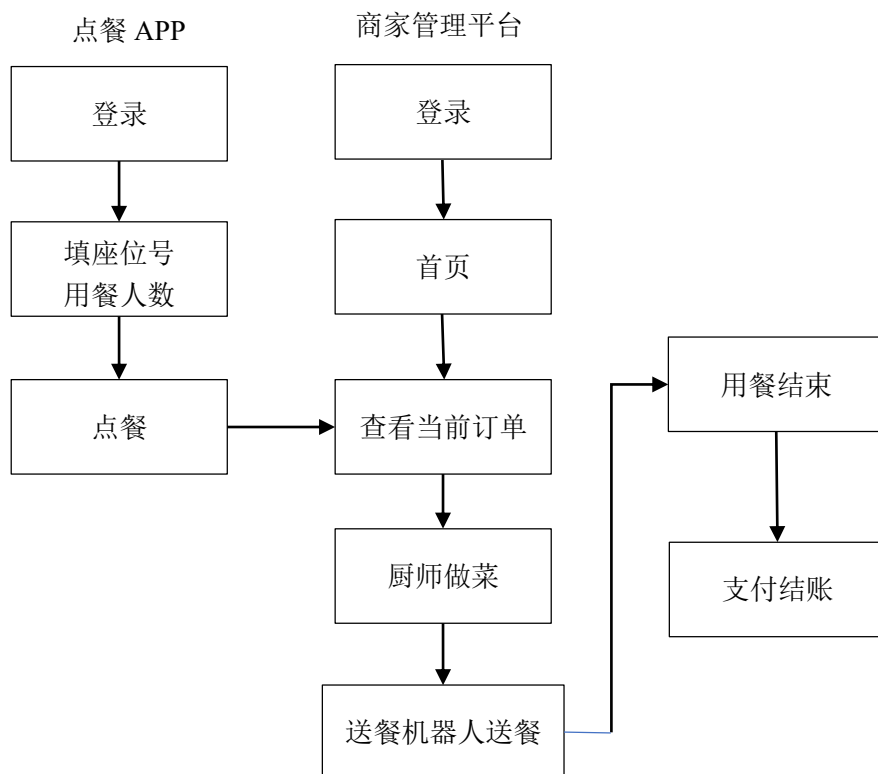 点餐 APP
商家管理平台
登录
登录
填座位号
用餐人数
首页
用餐结束
点餐
查看当前订单
厨师做菜
支付结账
送餐机器人送餐